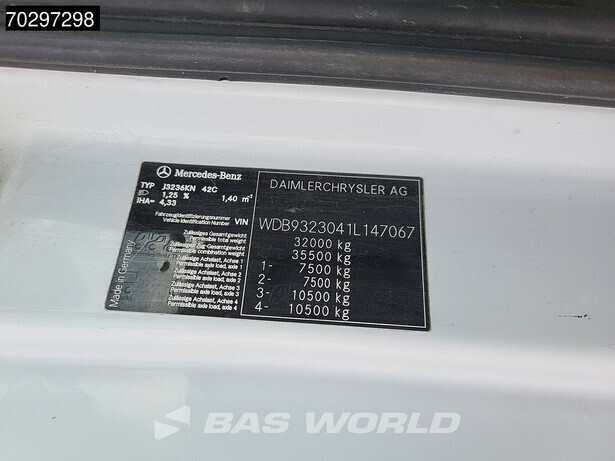 70297298
Mercedes-Benz
TYP J3236KN 42C
1,25 % 1,40 m⁻¹
IHA= 4,33
DAIMLERCHRYSLER AG
Fahrzeugidentifizierungsnummer
Vehicle Identification Number VIN WDB9323041L147067
Zulässiges Gesamtgewicht
Permissible total weight 32000 kg
Zulässiges Gesamtgewicht
Permissible combination weight 35500 kg
Zulässige Achslast, Achse 1
Permissible axle load, axle 1 1- 7500 kg
Zulässige Achslast, Achse 2
Permissible axle load, axle 2 2- 7500 kg
Zulässige Achslast, Achse 3
Permissible axle load, axle 3 3- 10500 kg
Zulässige Achslast, Achse 4
Permissible axle load, axle 4 4- 10500 kg
Made in Germany
BAS WORLD